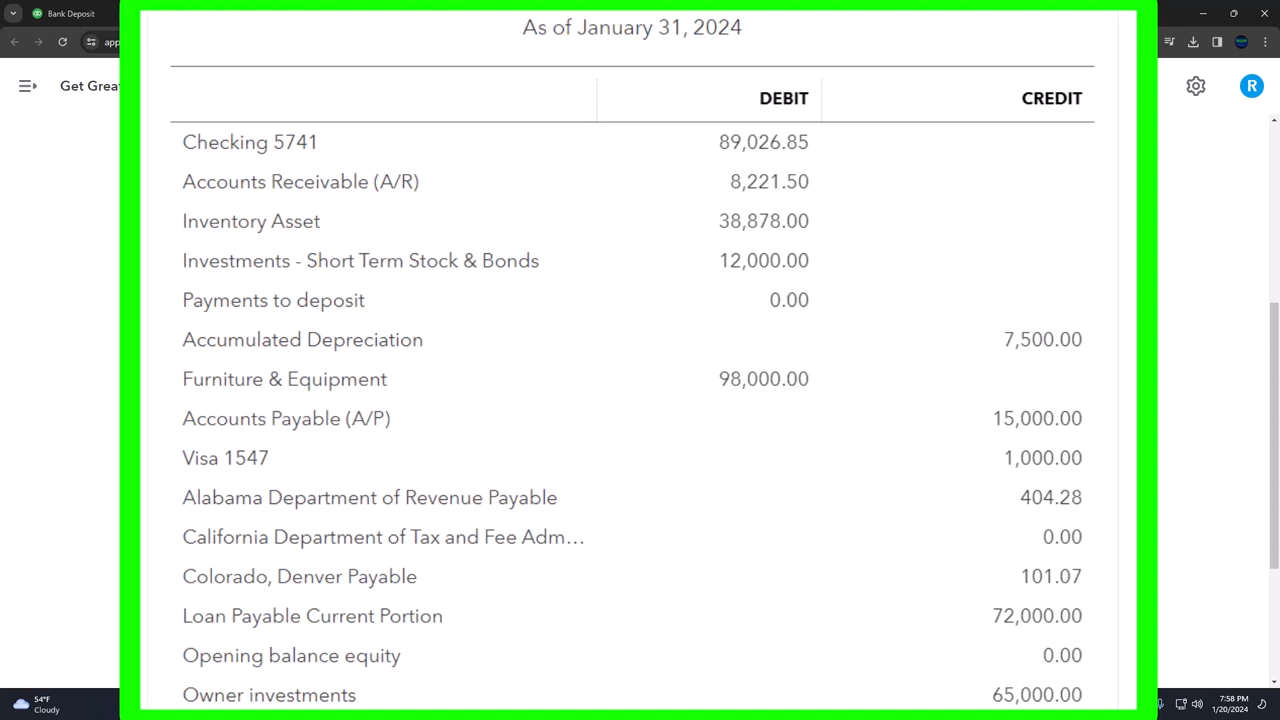 Bank Deposit
app
Get Grea
R
As of January 31, 2024
DEBIT CREDIT
Checking 5741 89,026.85
Accounts Receivable (A/R) 8,221.50
Inventory Asset 38,878.00
Investments - Short Term Stock & Bonds 12,000.00
Payments to deposit 0.00
Accumulated Depreciation 7,500.00
Furniture & Equipment 98,000.00
Accounts Payable (A/P) 15,000.00
Visa 1547 1,000.00
Alabama Department of Revenue Payable 404.28
California Department of Tax and Fee Adm... 0.00
Colorado, Denver Payable 101.07
Loan Payable Current Portion 72,000.00
Opening balance equity 0.00
Owner investments 65,000.00
54°F
Cloudy
7:58 PM
1/20/2024